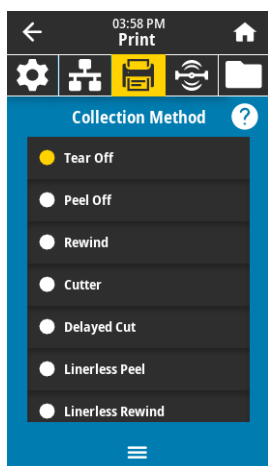 03:58 PM
Print
Collection Method
?
Tear Off
Peel Off
Rewind
Cutter
Delayed Cut
Linerless Peel
Linerless Rewind